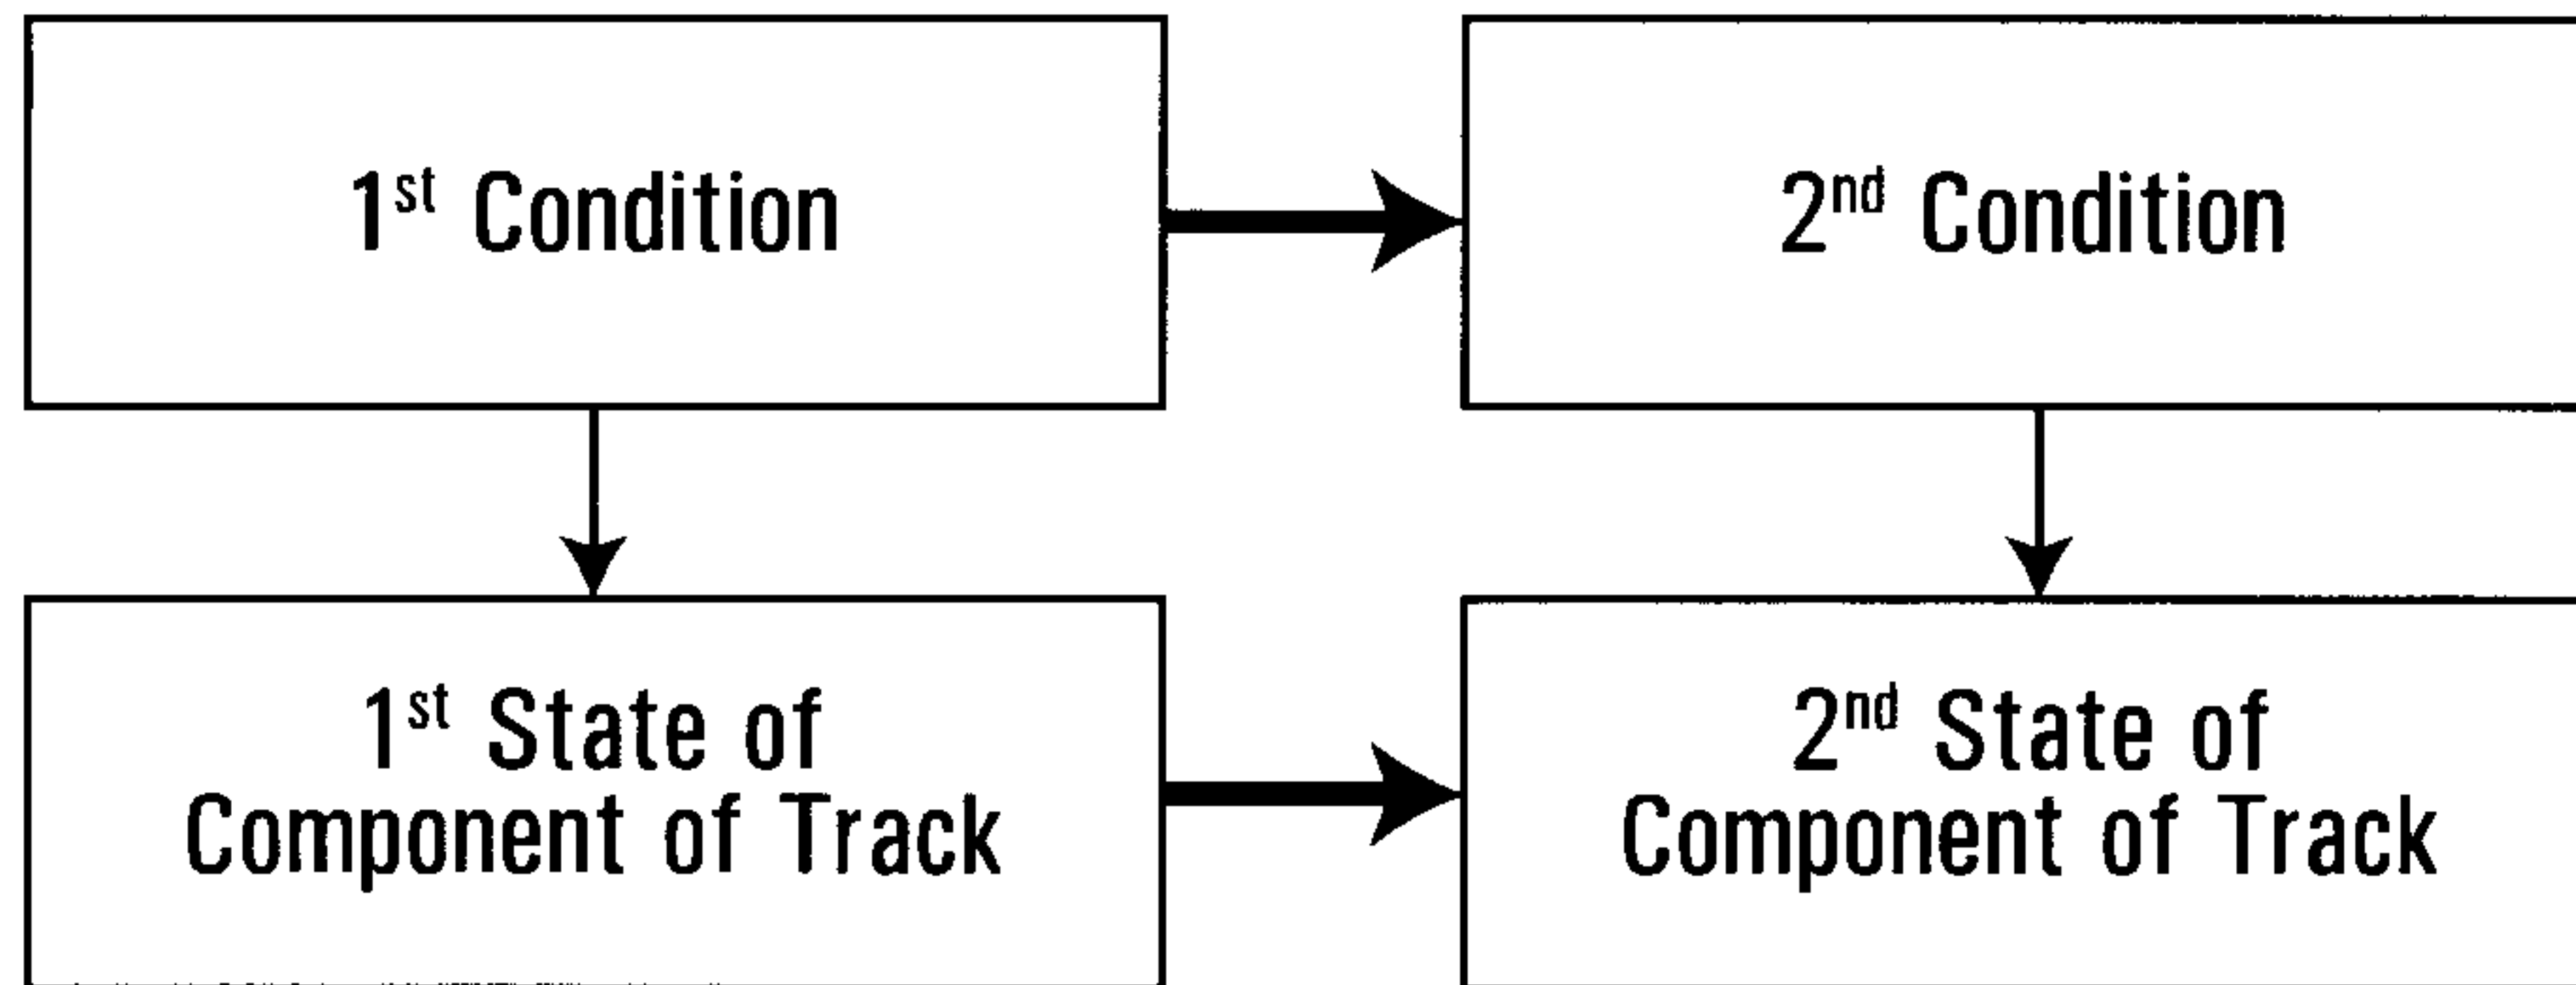 1st Condition
2nd Condition
1st State of
Component of Track
2nd State of
Component of Track